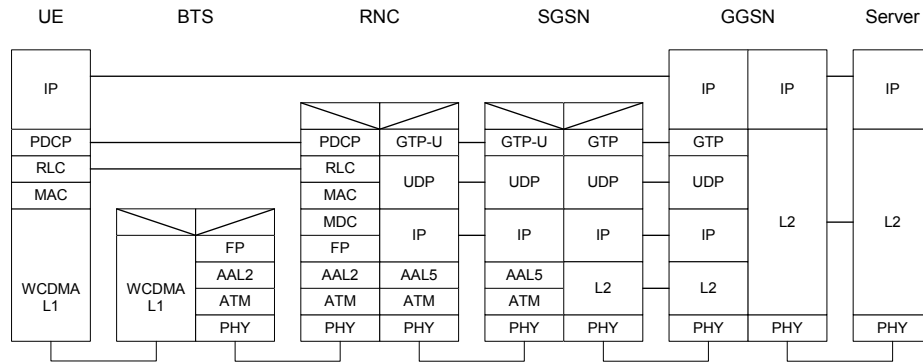 UE BTS RNC SGSN GGSN Server
IP IP IP IP
PDCP PDCP GTP-U GTP-U GTP GTP
RLC RLC UDP UDP UDP UDP
MAC MAC
L2 L2
MDC IP IP IP IP
FP FP
WCDMA L1 WCDMA L1 AAL2 AAL2 AAL5 AAL5 L2 L2
ATM ATM ATM ATM
PHY PHY PHY PHY PHY PHY PHY PHY